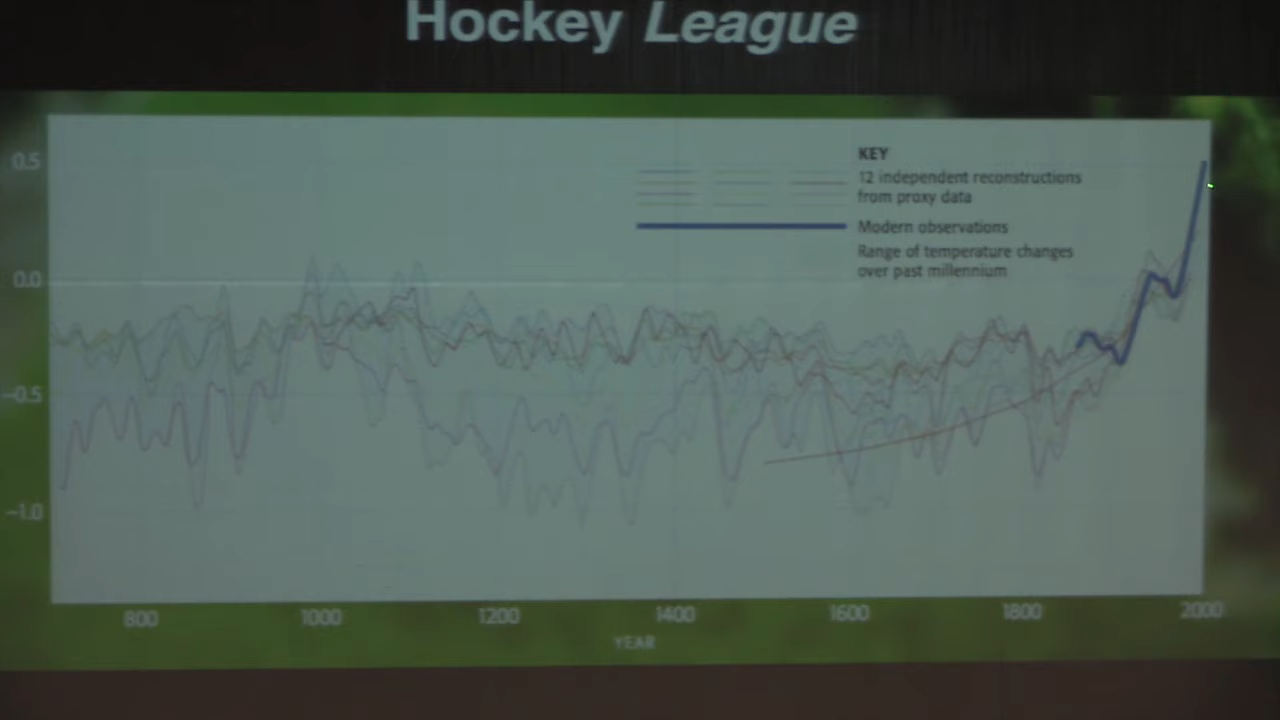 Hockey League
KEY
12 independent reconstructions
from proxy data
Modern observations
Range of temperature changes
over past millennium
0.5
0.0
−0.5
−1.0
800 1000 1200 1400 1600 1800 2000
YEAR